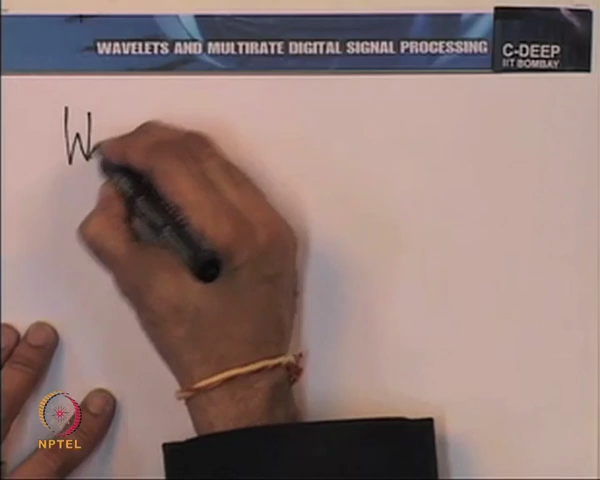 WAVELETS AND MULTIRATE DIGITAL SIGNAL PROCESSING
C-DEEP
IIT BOMBAY
W
NPTEL